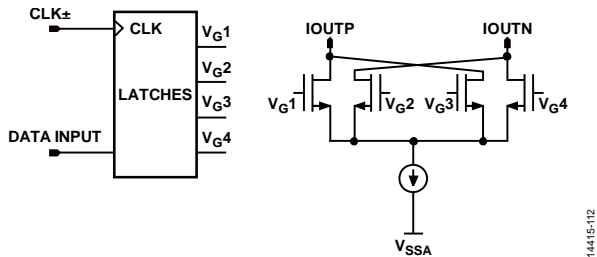 CLK±
CLK
VG1
VG2
VG3
VG4
LATCHES
DATA INPUT
IOUTP
IOUTN
VG1
VG2
VG3
VG4
VSSA
14415-112